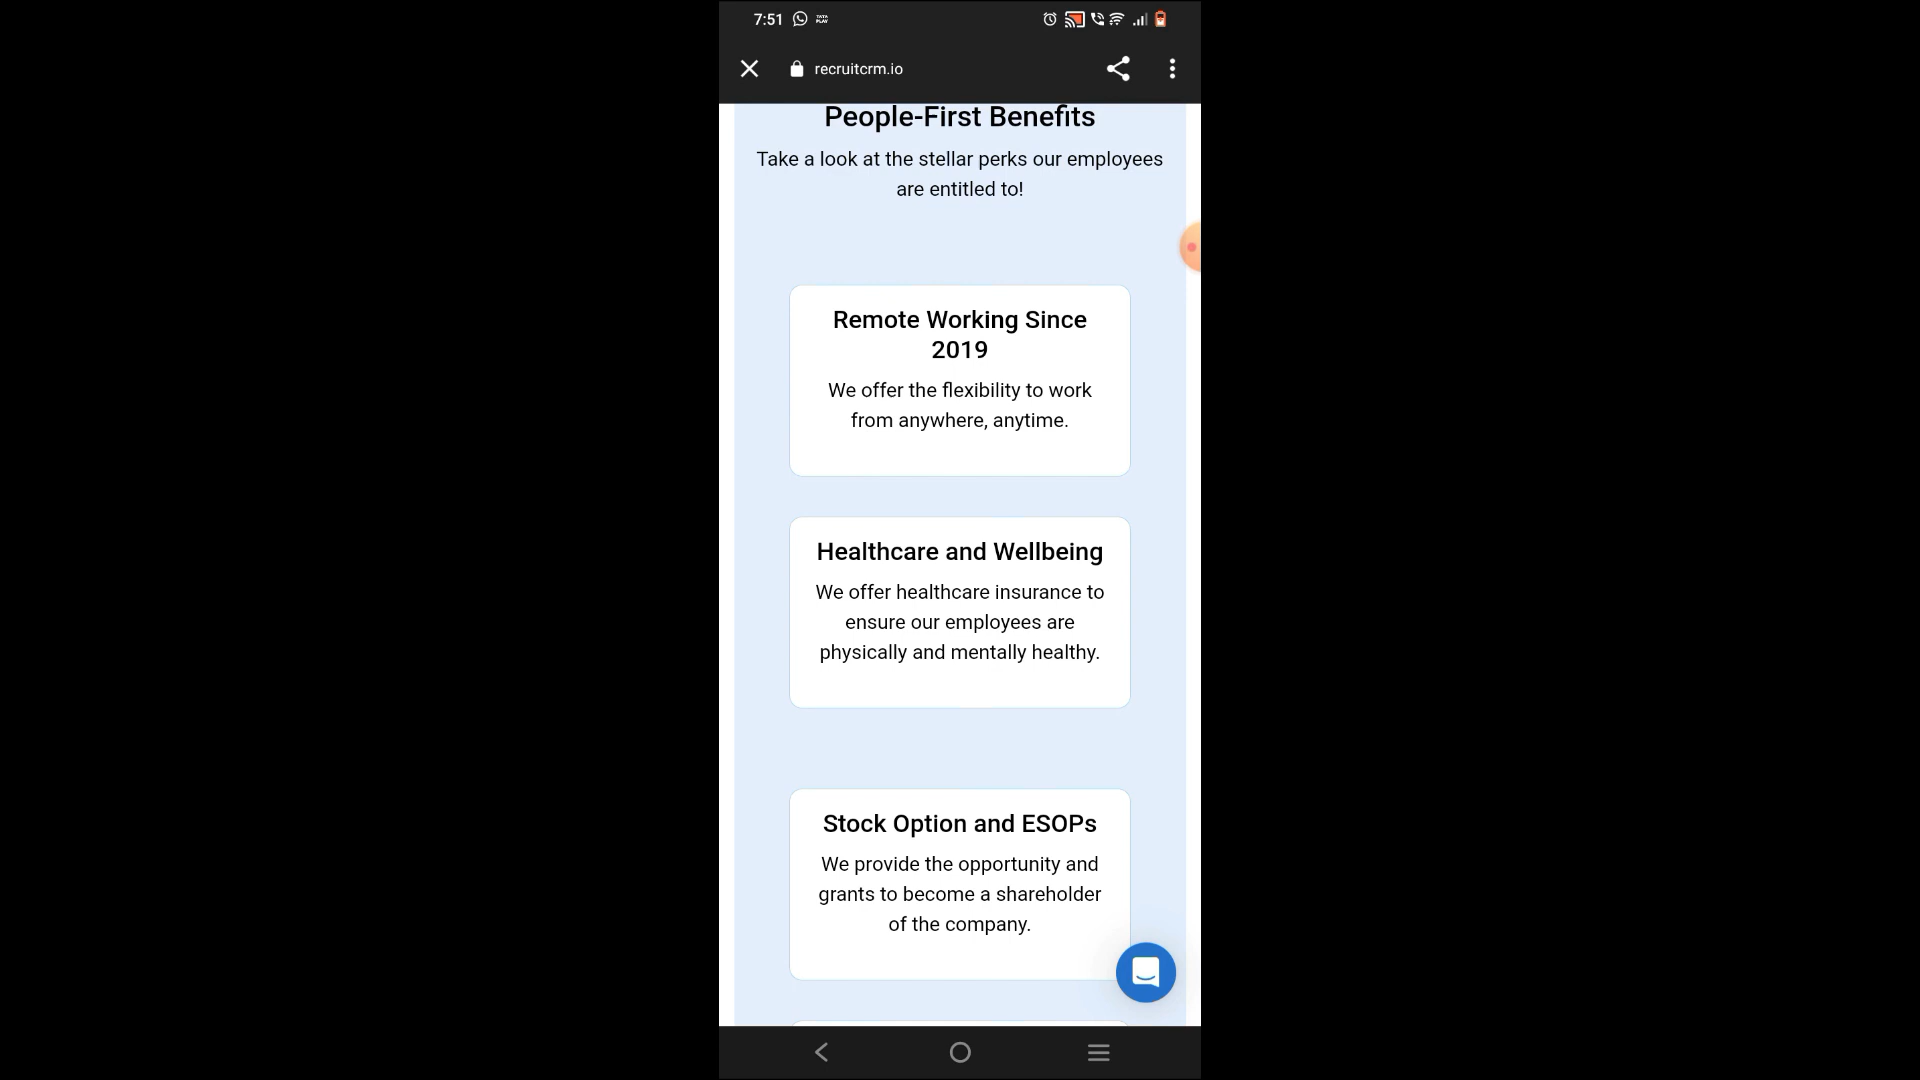 7:51
TATA
PLAY
recruitcrm.io
People-First Benefits
Take a look at the stellar perks our employees
are entitled to!
Remote Working Since
2019
We offer the flexibility to work
from anywhere, anytime.
Healthcare and Wellbeing
We offer healthcare insurance to
ensure our employees are
physically and mentally healthy.
Stock Option and ESOPs
We provide the opportunity and
grants to become a shareholder
of the company.